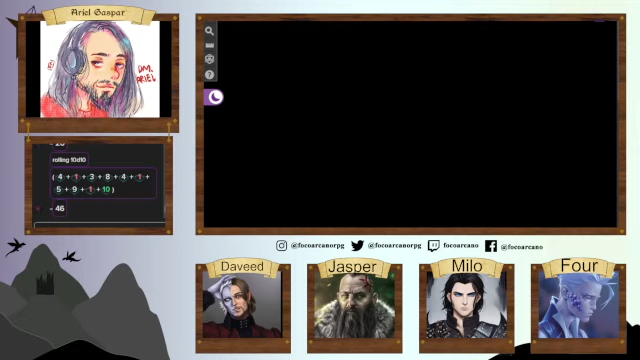 Ariel Gaspar
DM.
ARIEL
rolling 10d10
(4+1+3+8+4+1+
5+9+1+10)
= 46
@focoarcanorpg
@focoarcanorpg
focoarcano
@focoarcano
Daveed
Jasper
Milo
Four